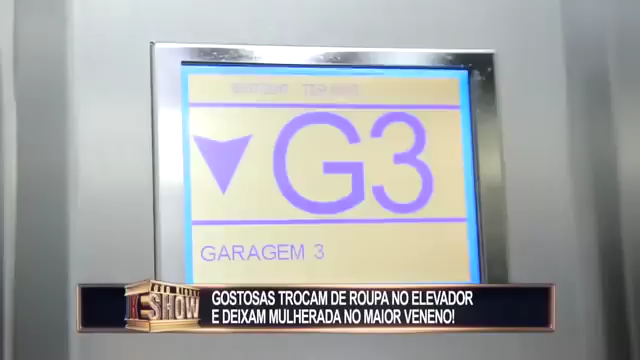 G3
GARAGEM 3
SHOW
GOSTOSAS TROCAM DE ROUPA NO ELEVADOR
E DEIXAM MULHERADA NO MAIOR VENENO!